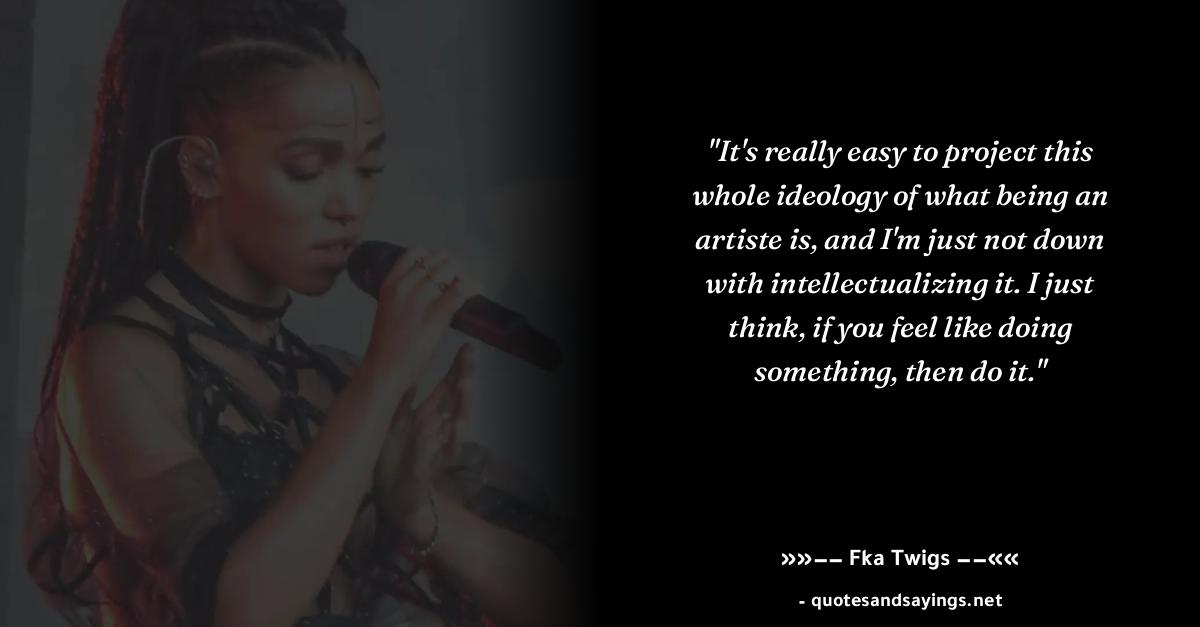 "It's really easy to project this
whole ideology of what being an
artiste is, and I'm just not down
with intellectualizing it. I just
think, if you feel like doing
something, then do it."
»»–– Fka Twigs ––««
- quotesandsayings.net